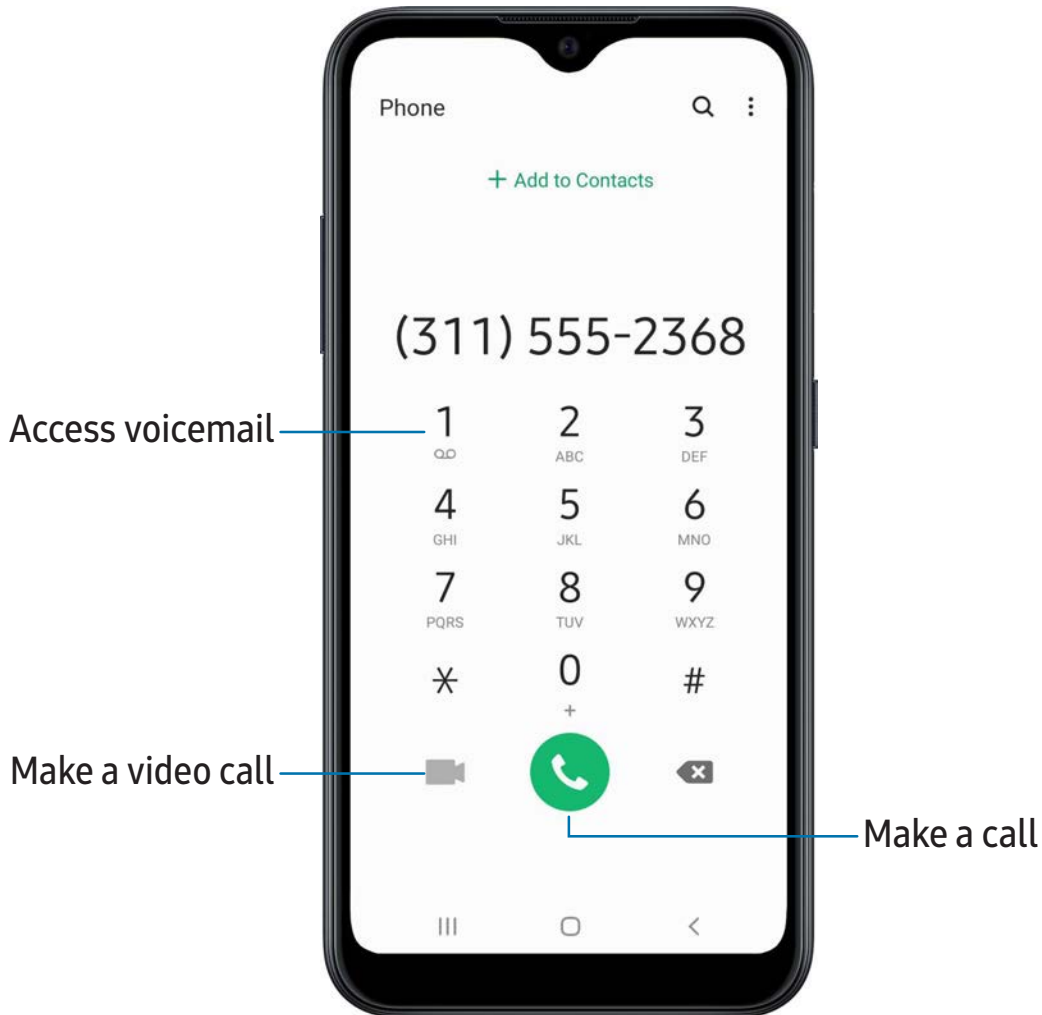 Phone
+ Add to Contacts
(311) 555-2368
Access voicemail
1 2 3
ABC DEF
4 5 6
GHI JKL MNO
7 8 9
PQRS TUV WXYZ
* 0 #
+
Make a video call
Make a call